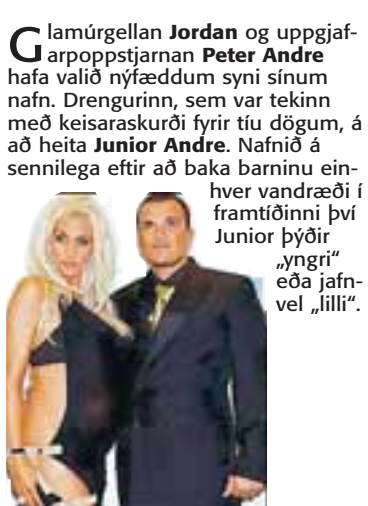 Glamúrgellan Jordan og uppgjaf-
arpoppstjarnan Peter Andre
hafa valið nýfæddum syni sínum
nafn. Drengurinn, sem var tekinn
með keisaraskurði fyrir tíu dögum, á
að heita Junior Andre. Nafnið á
sennilega eftir að baka barninu ein-
hver vandræði í
framtíðinni því
Junior þýðir
„yngri“
eða jafn-
vel „lilli“.